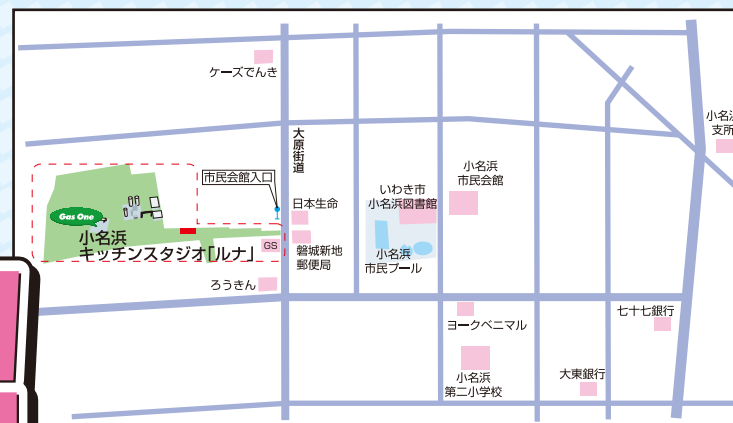 ケーズでんき
大原街道
小名浜
支所
市民会館入口
小名浜
市民会館
いわき市
小名浜図書館
日本生命
Gas One
小名浜
キッチンスタジオ「ルナ」
GS
磐城新地
郵便局
小名浜
市民プール
ろうきん
ヨークベニマル
七十七銀行
小名浜
第二小学校
大東銀行